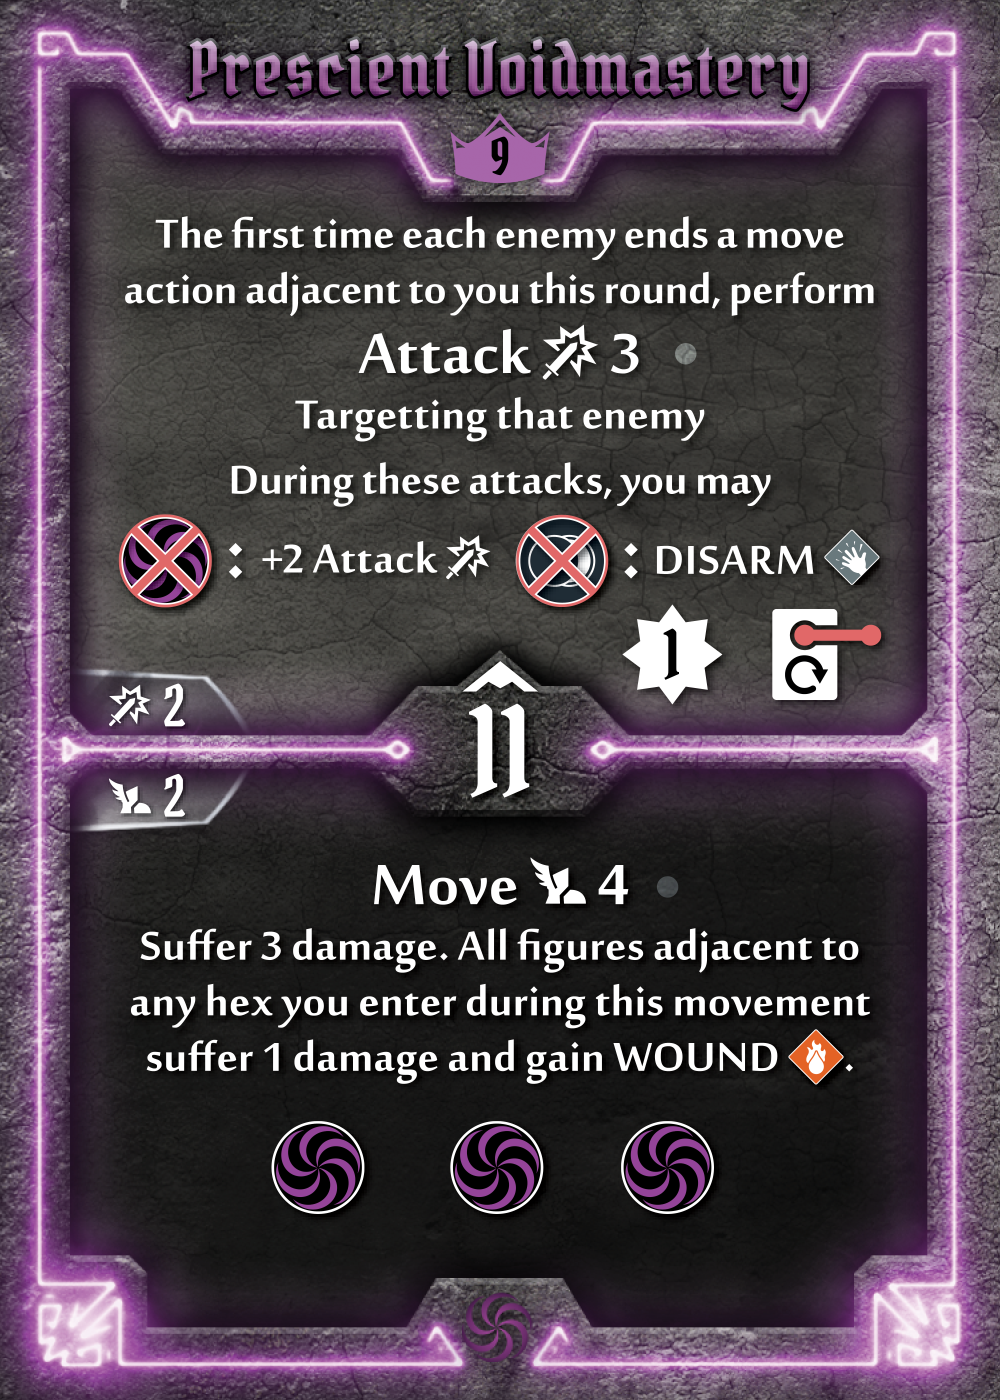 Prescient Voidmastery
9
The first time each enemy ends a move
action adjacent to you this round, perform
Attack 3
Targetting that enemy
During these attacks, you may
: +2 Attack : DISARM
1
2
11
2
Move 4
Suffer 3 damage. All figures adjacent to
any hex you enter during this movement
suffer 1 damage and gain WOUND .